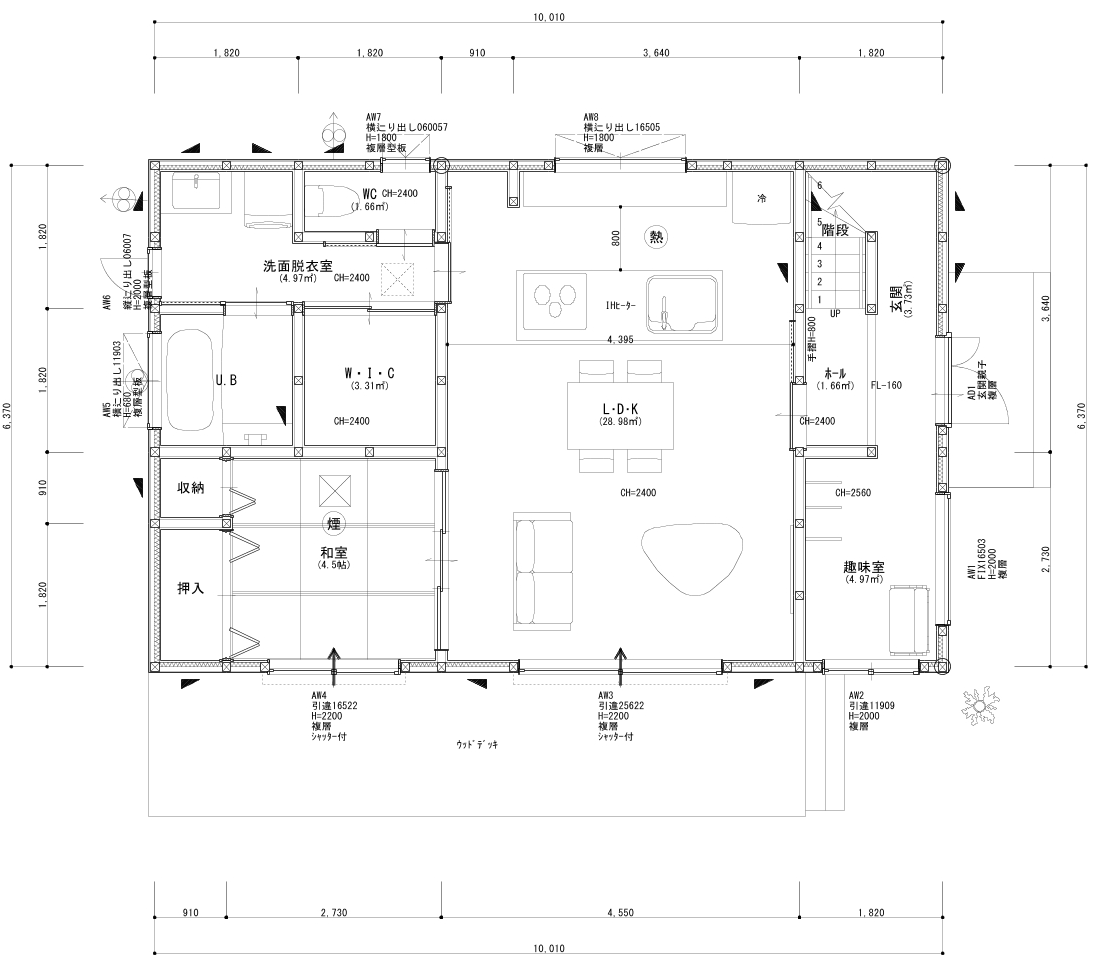 10,010
1,820
1,820
910
3,640
1,820
AW7
横辷り出し060057
H=1800
複層型板
AW8
横辷り出し16505
H=1800
複層
WC CH=2400
(1.66㎡)
冷
熱
800
6
5
階段
4
3
2
1
UP
玄関
(3.73㎡)
洗面脱衣室
(4.97㎡)
CH=2400
AW6
縦辷り出し06007
H=2000
複層型板
IHヒーター
4,395
手摺H=800
ホール
(1.66㎡)
FL-160
CH=2400
AD1
玄関親子
複層
AW5
横辷り出し11903
H=680
複層型板
U.B
W・I・C
(3.31㎡)
CH=2400
L・D・K
(28.98㎡)
CH=2400
CH=2560
収納
煙
和室
(4.5帖)
押入
趣味室
(4.97㎡)
AW1
FIX16503
H=2000
複層
AW4
引違16522
H=2200
複層
シャッター付
AW3
引違25622
H=2200
複層
シャッター付
AW2
引違11909
H=2000
複層
ウッドデッキ
6,370
1,820
1,820
910
1,820
3,640
2,730
6,370
910
2,730
4,550
1,820
10,010